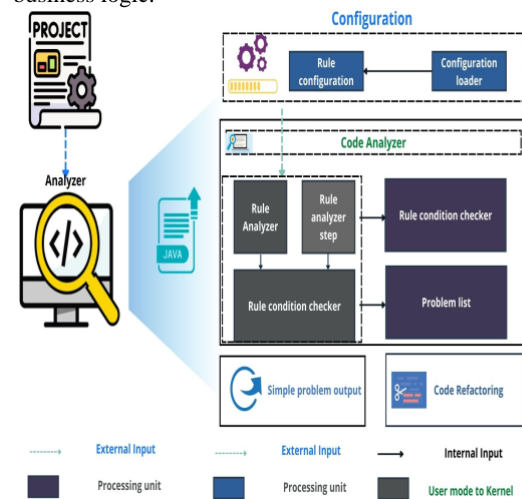 business logic.
Configuration
PROJECT
Rule
configuration
Configuration
loader
Analyzer
Code Analyzer
JAVA
Rule
Analyzer
Rule
analyzer
step
Rule condition checker
Rule condition checker
Problem list
Simple problem output
Code Refactoring
External Input
External Input
Internal Input
Processing unit
Processing unit
User mode to Kernel